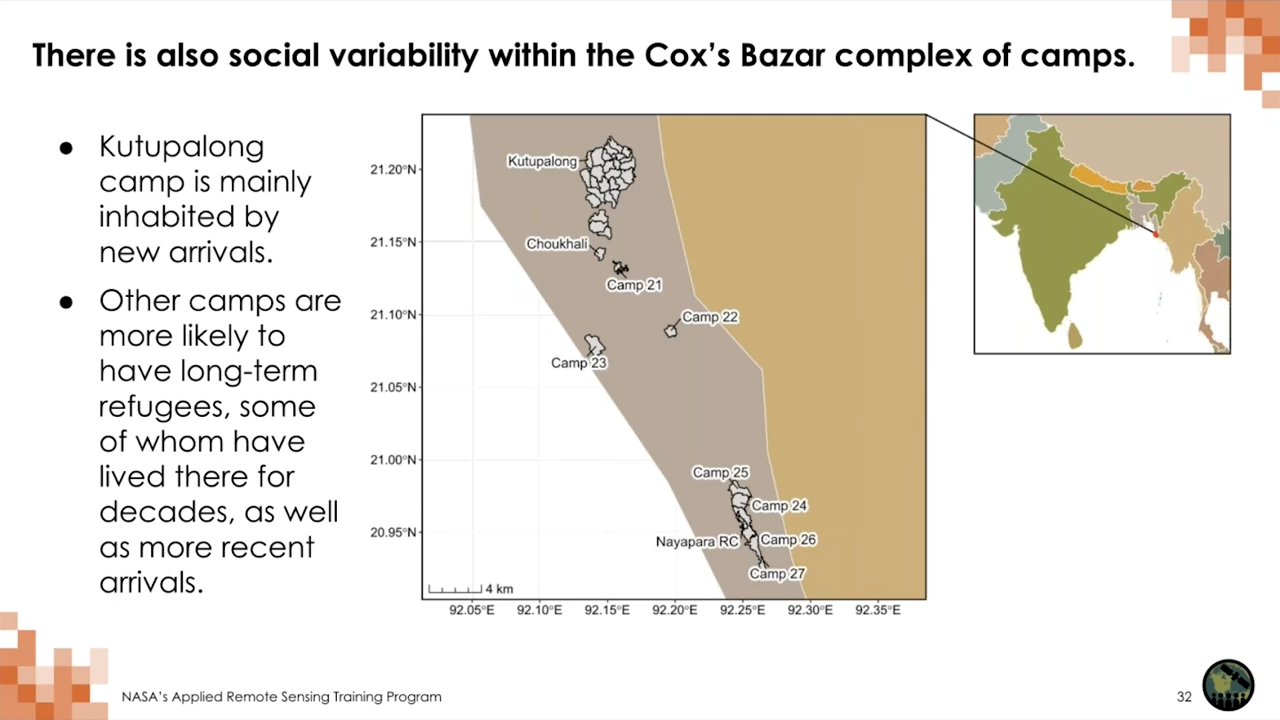 There is also social variability within the Cox's Bazar complex of camps.
● Kutupalong
camp is mainly
inhabited by
new arrivals.
● Other camps are
more likely to
have long-term
refugees, some
of whom have
lived there for
decades, as well
as more recent
arrivals.
21.20°N
21.15°N
21.10°N
21.05°N
21.00°N
20.95°N
Kutupalong
Choukhali
Camp 21
Camp 22
Camp 23
Camp 25
Camp 24
Nayapara RC
Camp 26
Camp 27
4 km
92.05°E 92.10°E 92.15°E 92.20°E 92.25°E 92.30°E 92.35°E
NASA's Applied Remote Sensing Training Program
32